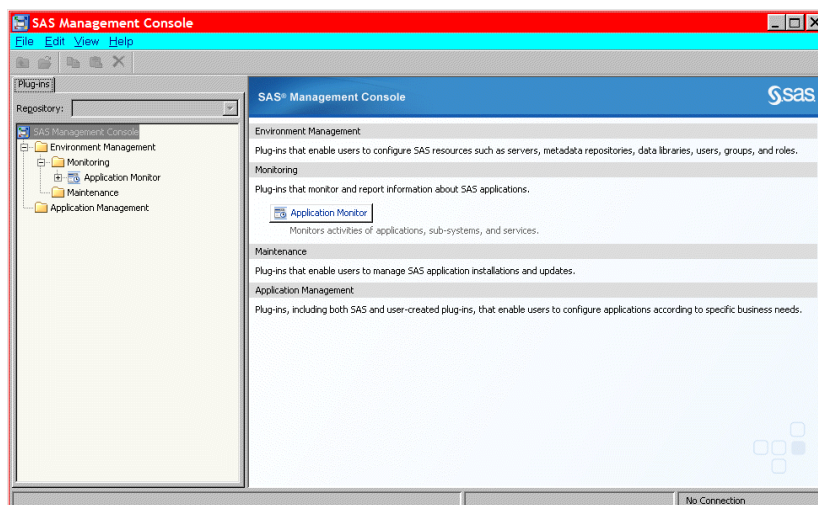 SAS Management Console
File Edit View Help
Plug-ins
Repository:
SAS Management Console
Environment Management
Monitoring
Application Monitor
Maintenance
Application Management
SAS® Management Console
sas
Environment Management
Plug-ins that enable users to configure SAS resources such as servers, metadata repositories, data libraries, users, groups, and roles.
Monitoring
Plug-ins that monitor and report information about SAS applications.
Application Monitor
Monitors activities of applications, sub-systems, and services.
Maintenance
Plug-ins that enable users to manage SAS application installations and updates.
Application Management
Plug-ins, including both SAS and user-created plug-ins, that enable users to configure applications according to specific business needs.
No Connection